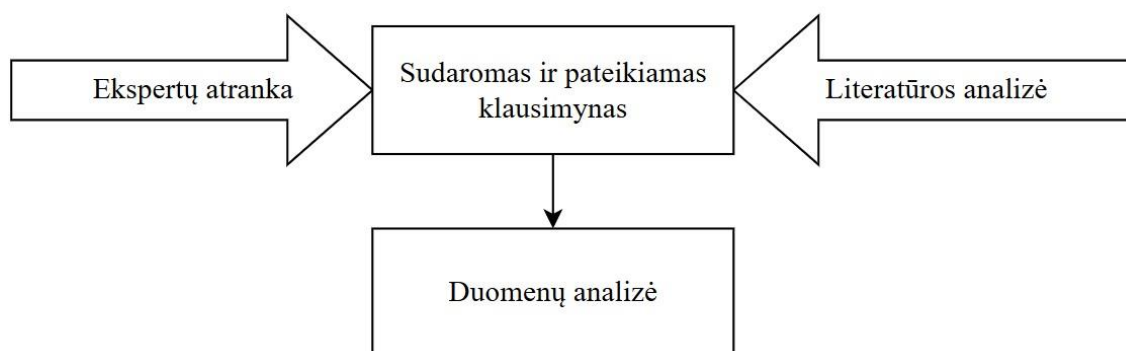 Ekspertų atranka
Sudaromas ir pateikiamas
klausimynas
Literatūros analizė
Duomenų analizė